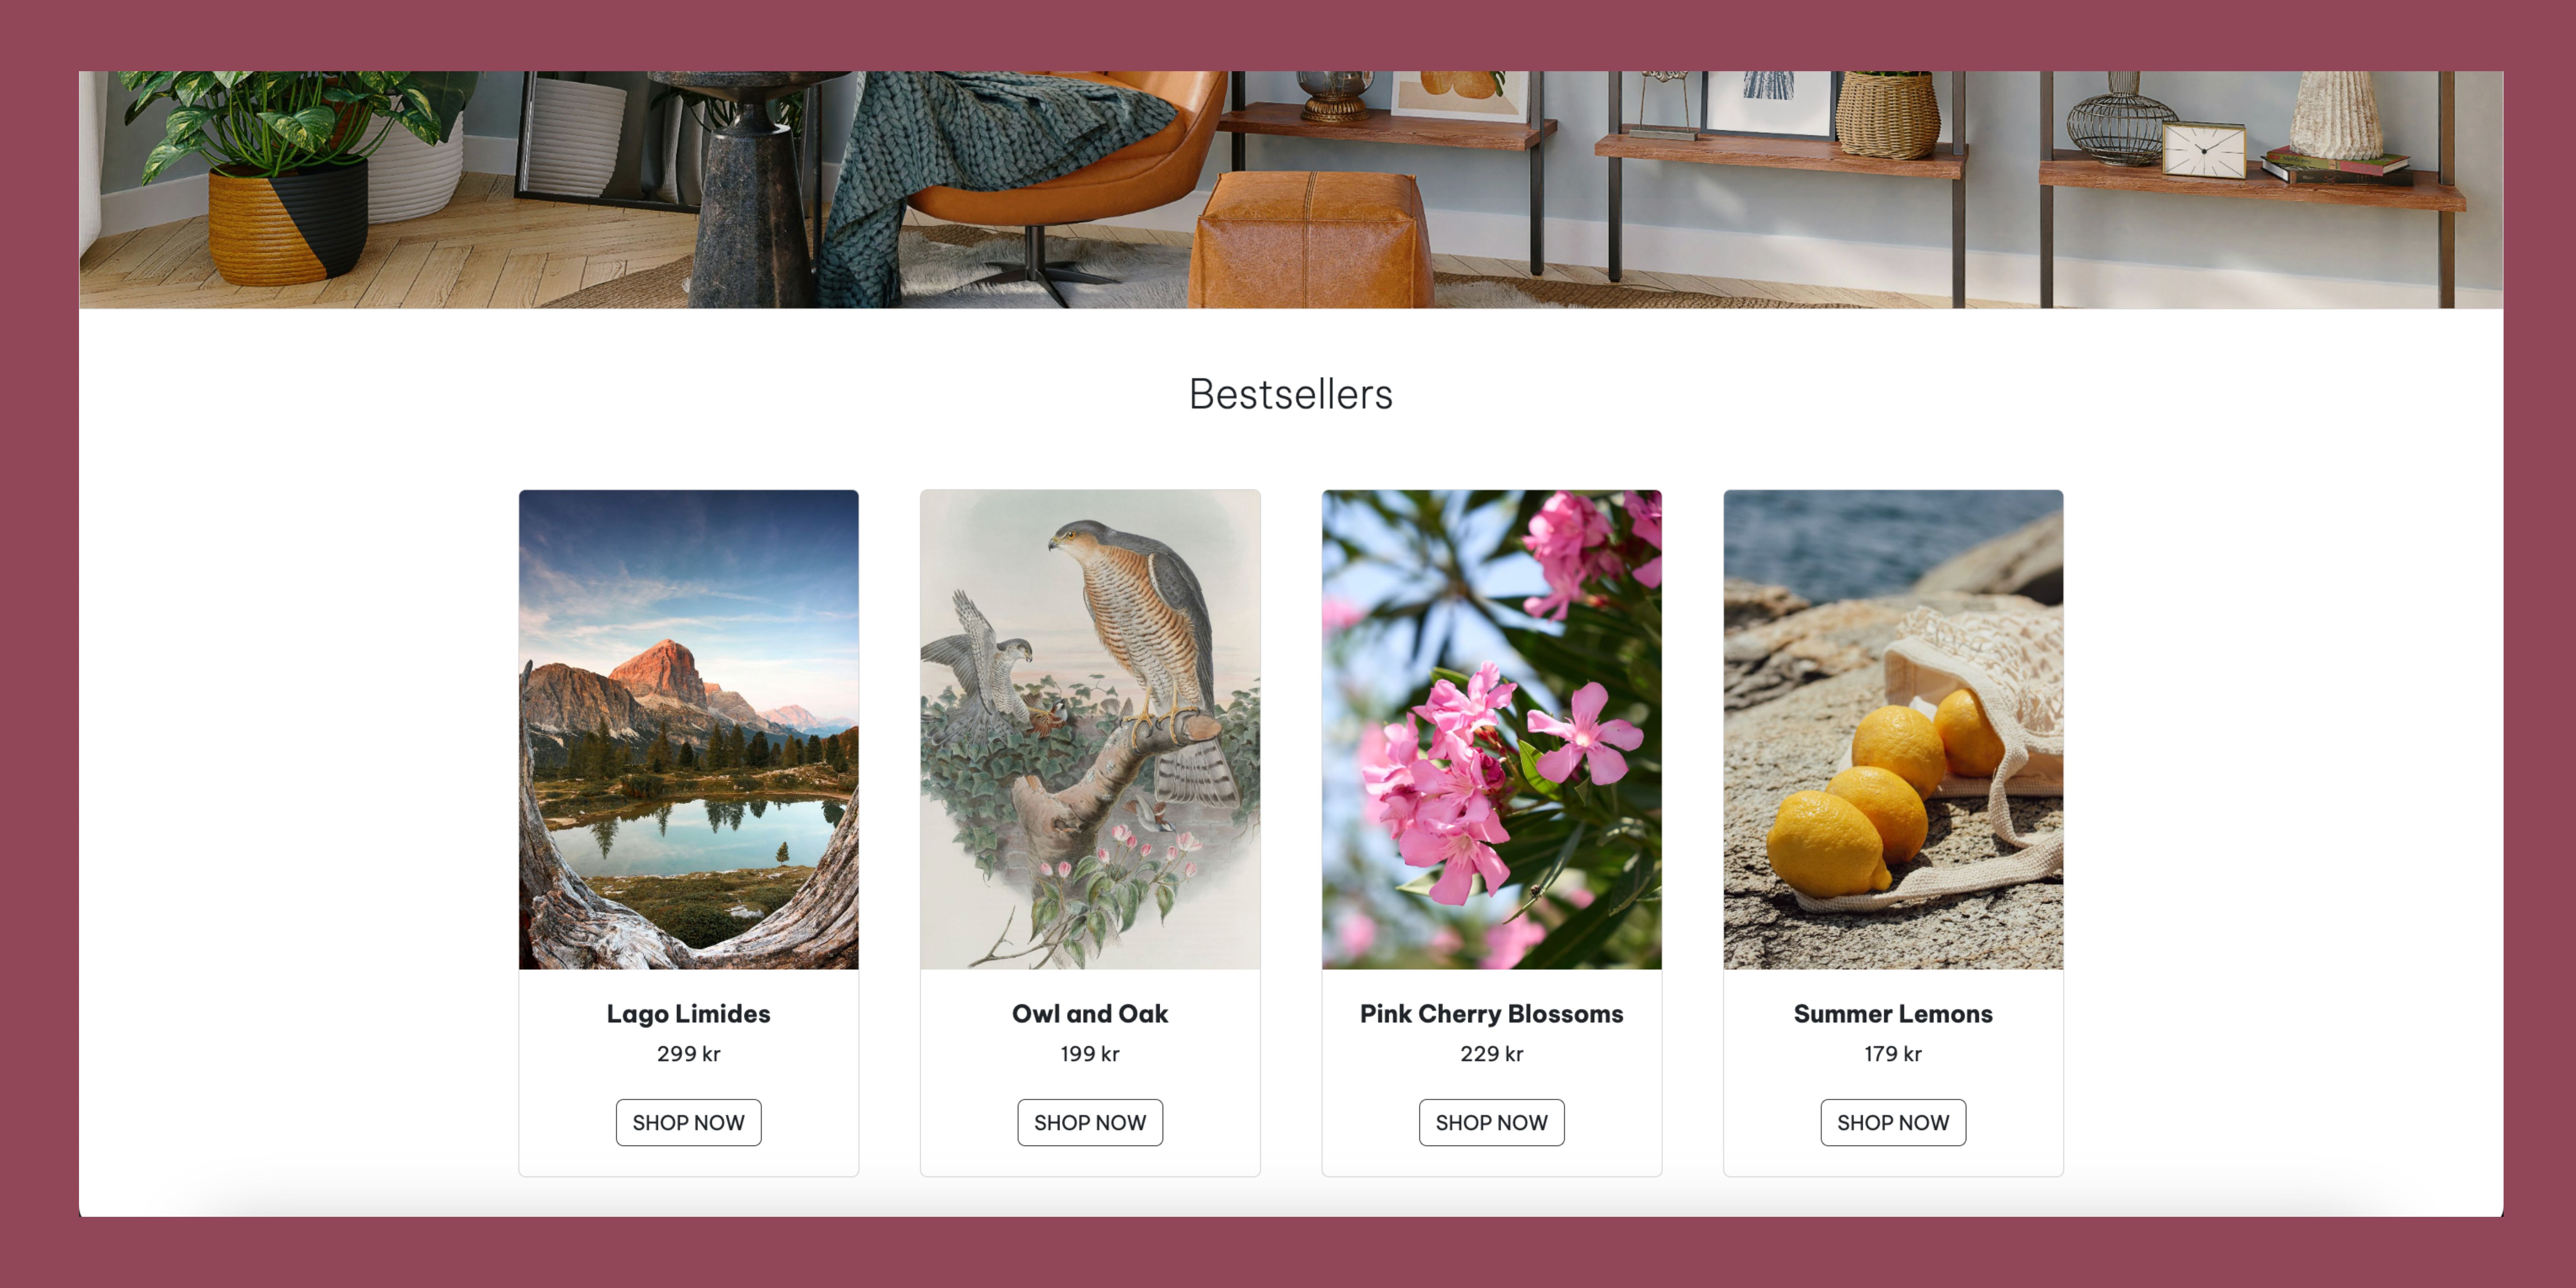 Bestsellers
Lago Limides
299 kr
SHOP NOW
Owl and Oak
199 kr
SHOP NOW
Pink Cherry Blossoms
229 kr
SHOP NOW
Summer Lemons
179 kr
SHOP NOW